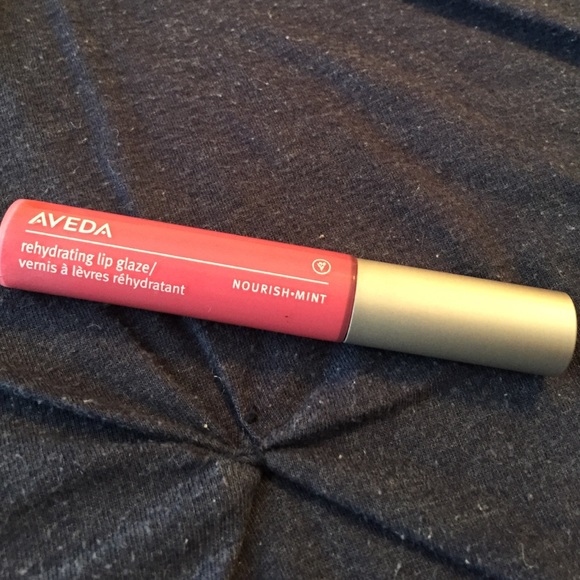 AVEDA
rehydrating lip glaze/
vernis à lèvres réhydratant
NOURISH•MINT